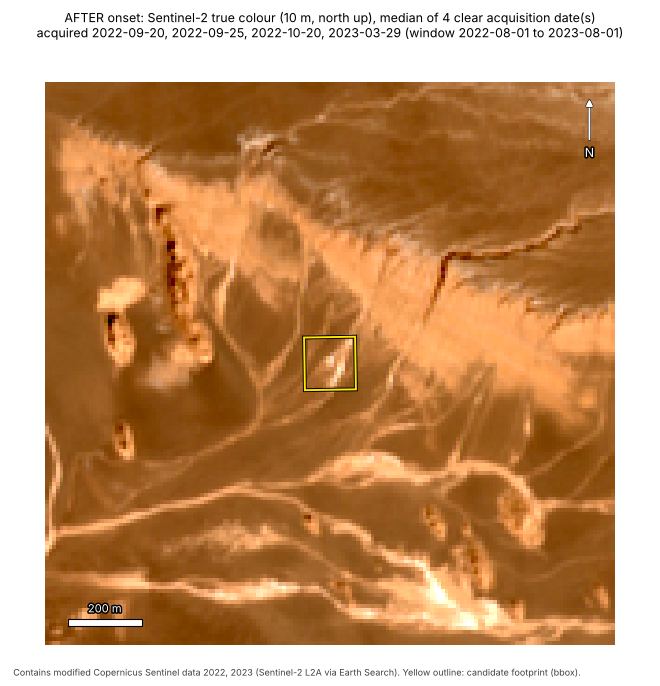 AFTER onset: Sentinel-2 true colour (10 m, north up), median of 4 clear acquisition date(s)
acquired 2022-09-20, 2022-09-25, 2022-10-20, 2023-03-29 (window 2022-08-01 to 2023-08-01)
N
200 m
Contains modified Copernicus Sentinel data 2022, 2023 (Sentinel-2 L2A via Earth Search). Yellow outline: candidate footprint (bbox).